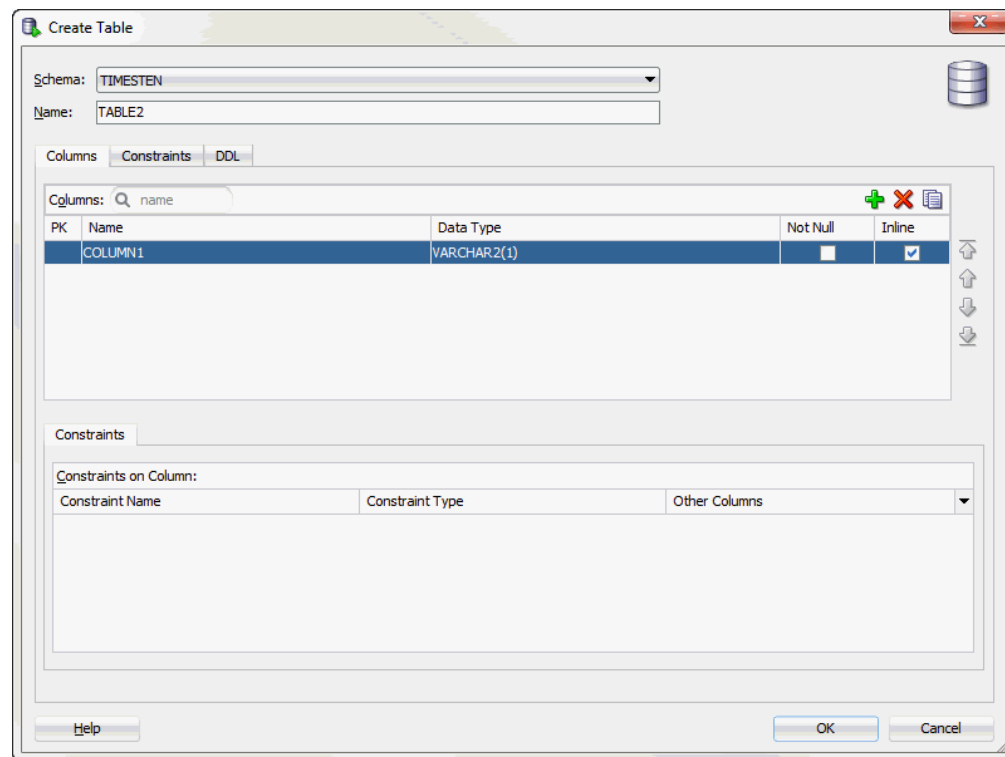 Create Table
Schema: TIMESTEN
Name: TABLE2
Columns Constraints DDL
Columns: name
PK Name Data Type Not Null Inline
COLUMN1 VARCHAR2(1)
Constraints
Constraints on Column:
Constraint Name Constraint Type Other Columns
Help OK Cancel